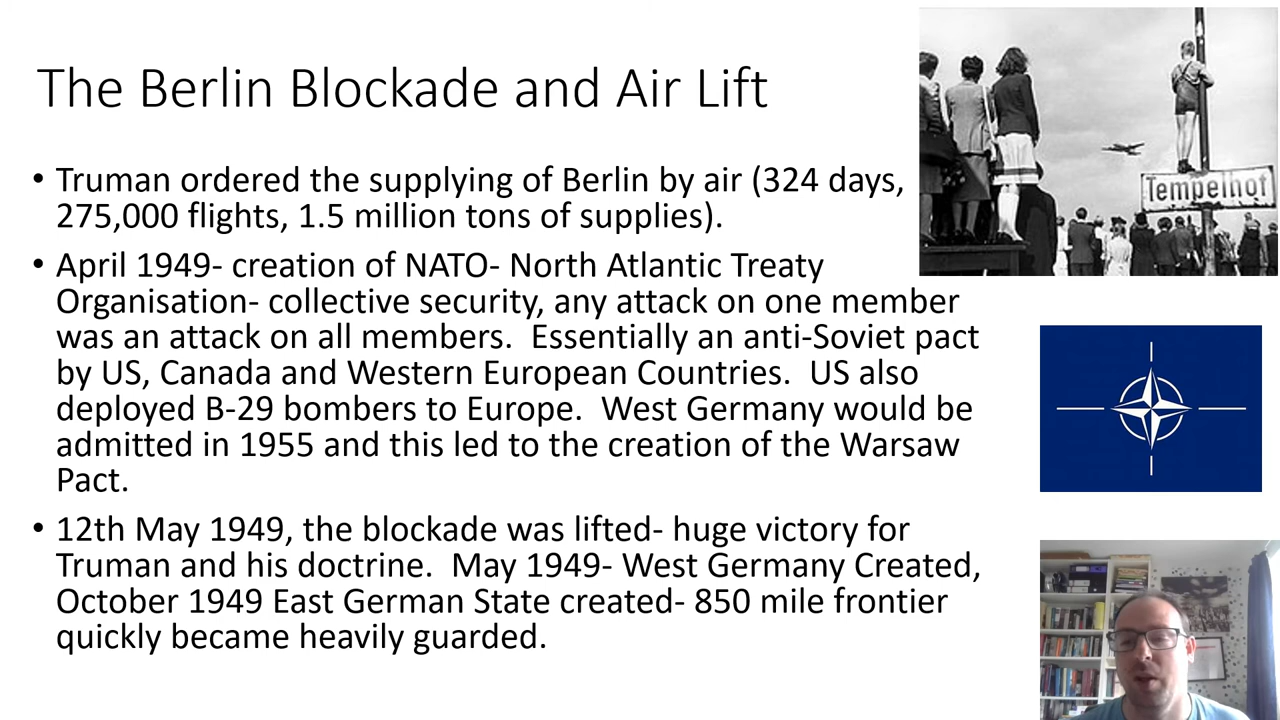 The Berlin Blockade and Air Lift
• Truman ordered the supplying of Berlin by air (324 days,
275,000 flights, 1.5 million tons of supplies).
• April 1949- creation of NATO- North Atlantic Treaty
Organisation- collective security, any attack on one member
was an attack on all members.  Essentially an anti-Soviet pact
by US, Canada and Western European Countries.  US also
deployed B-29 bombers to Europe.  West Germany would be
admitted in 1955 and this led to the creation of the Warsaw
Pact.
• 12th May 1949, the blockade was lifted- huge victory for
Truman and his doctrine.  May 1949- West Germany Created,
October 1949 East German State created- 850 mile frontier
quickly became heavily guarded.
Tempelhof